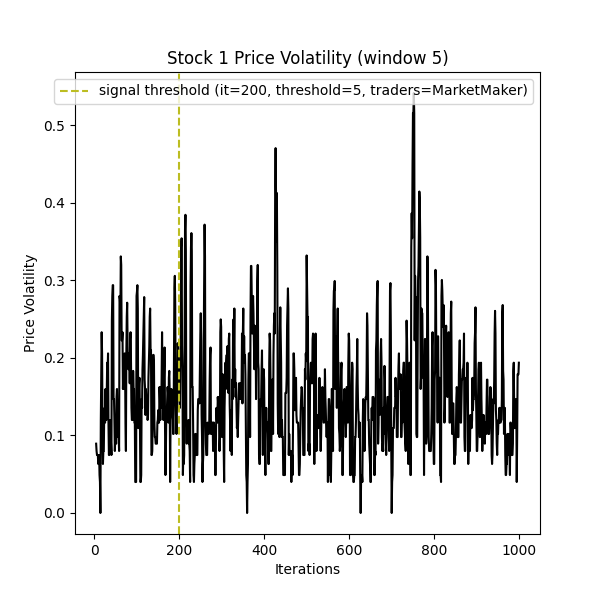 Stock 1 Price Volatility (window 5)
signal threshold (it=200, threshold=5, traders=MarketMaker)
0.5
0.4
0.3
0.2
0.1
0.0
Price Volatility
0 200 400 600 800 1000
Iterations